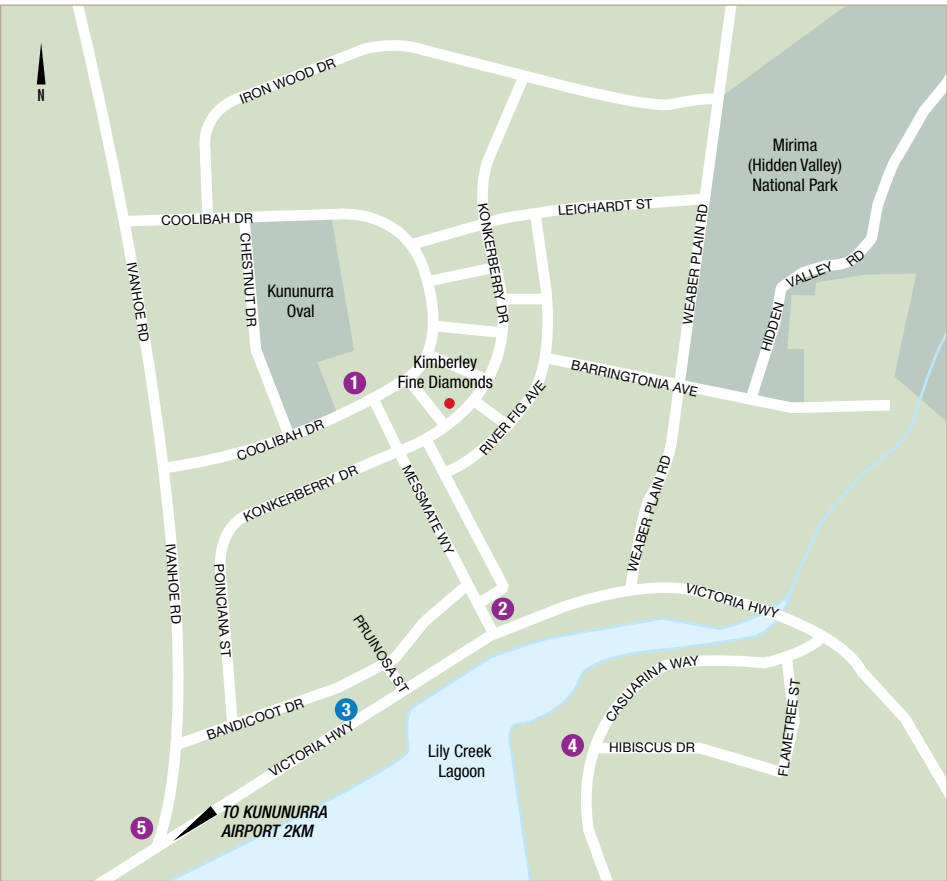 N
IRON WOOD DR
Mirima
(Hidden Valley)
National Park
COOLIBAH DR
LEICHARDT ST
KONKERBERRY DR
WEABER PLAIN RD
CHESTNUT DR
IVANHOE RD
Kununurra
Oval
HIDDEN VALLEY RD
Kimberley
Fine Diamonds
1
BARRINGTONIA AVE
RIVER FIG AVE
COOLIBAH DR
KONKERBERRY DR
MESSMATE WY
WEABER PLAIN RD
IVANHOE RD
POINCIANA ST
2
VICTORIA HWY
PRUINOSA ST
CASUARINA WAY
FLAMETREE ST
BANDICOOT DR
3
VICTORIA HWY
4
HIBISCUS DR
Lily Creek
Lagoon
5
TO KUNUNURRA
AIRPORT 2KM